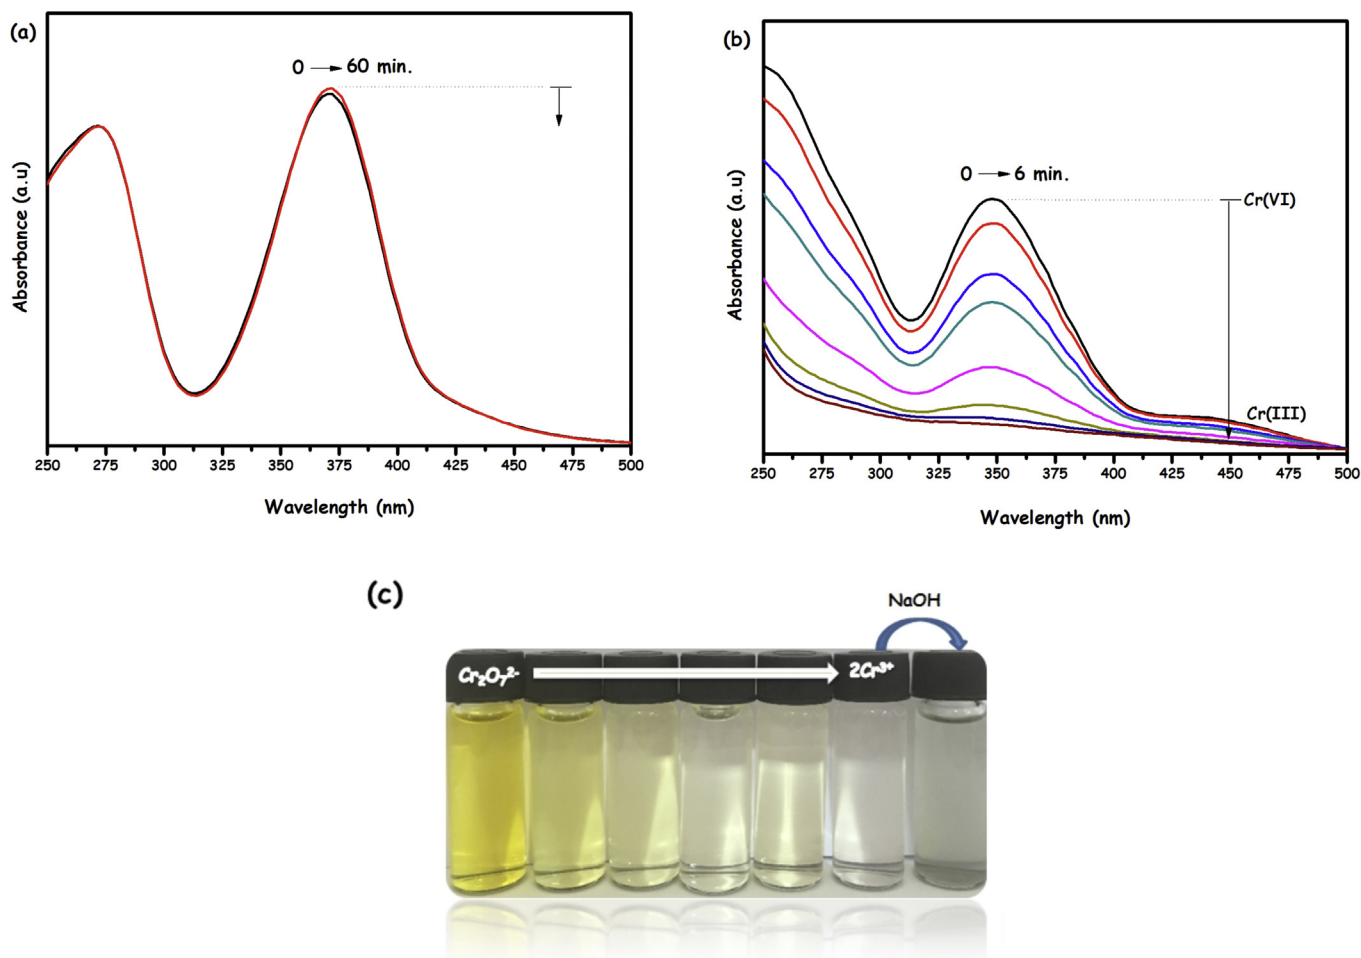 (a)
0 → 60 min.
Absorbance (a.u)
250 275 300 325 350 375 400 425 450 475 500
Wavelength (nm)
(b)
0 → 6 min.
Cr(VI)
Cr(III)
Absorbance (a.u)
250 275 300 325 350 375 400 425 450 475 500
Wavelength (nm)
(c)
NaOH
Cr₂O₇²⁻
2Cr³⁺